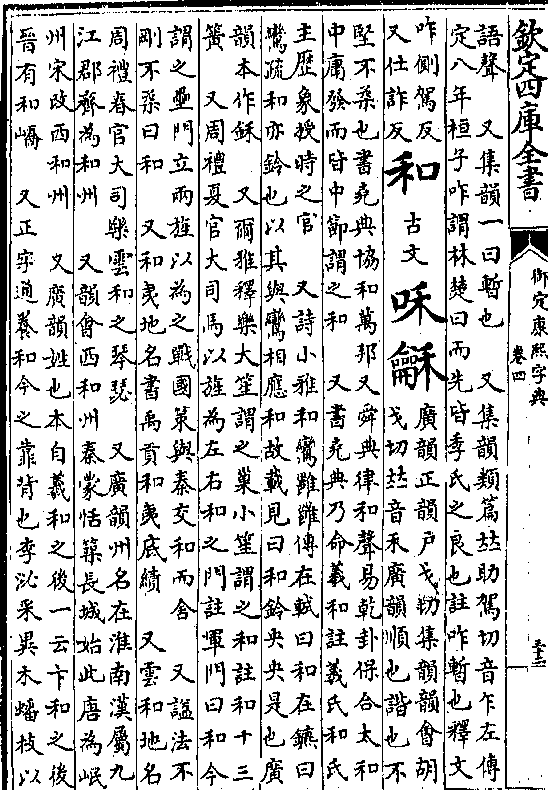 欽定四庫全書
御定康熙字典
卷四
語聲　又集韻一曰暫也　又集韻類篇𠀤助駕切音乍左傳
定八年桓子咋謂林楚曰而先皆季氏之良也註咋暫也釋文
咋側駕反
又仕詐反
和
古文
咊龢
廣韻正韻戶戈切集韻韻會胡
戈切𠀤音禾廣韻順也諧也不
堅不柔也書堯典協和萬邦又舜典律和聲易乾卦保合太和
中庸發而皆中節謂之和　又書堯典乃命羲和註羲氏和氏
主歷象授時之官　又詩小雅和鸞雝雝傳在軾曰和在鑣曰
鸞疏和亦鈴也以其與鸞相應和故載見曰和鈴央央是也廣
韻本作　又爾雅釋樂大笙謂之巢小笙謂之和註和十三
簧　又周禮夏官大司馬以旌為左右和之門註軍門曰和今
謂之壘門立兩旌以為之戰國策與秦交和而舍　又諡法不
剛不柔曰和　又和夷地名書禹貢和夷底績　又雲和地名
周禮春官大司樂雲和之琴瑟　又廣韻州名在淮南漢屬九
江郡齊為和州　又韻會西和州秦蒙恬築長城始此唐為岷
州宋改西和州　又廣韻姓也本自羲和之後一云卞和之後
晉有和嶠　又正字通養和今之靠背也李泌采異木蟠枝以